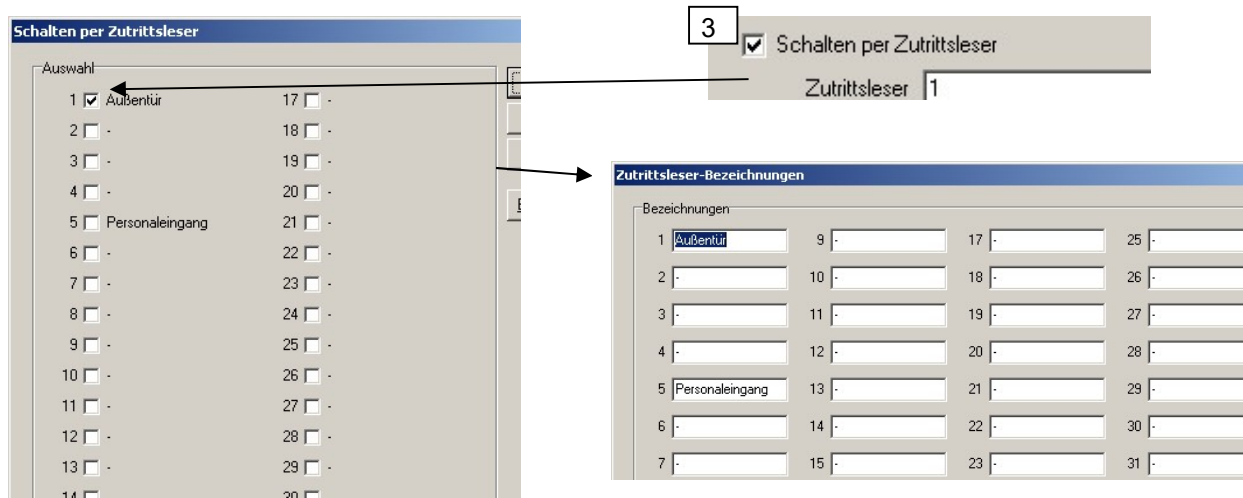 Schalten per Zutrittsleser
Auswahl
1 Außentür 17 -
2 - 18 -
3 - 19 -
4 - 20 -
5 Personaleingang 21 -
6 - 22 -
7 - 23 -
8 - 24 -
9 - 25 -
10 - 26 -
11 - 27 -
12 - 28 -
13 - 29 -
14 30
3
Schalten per Zutrittsleser
Zutrittsleser 1
Zutrittsleser-Bezeichnungen
Bezeichnungen
1 Außentür 9 - 17 - 25 -
2 - 10 - 18 - 26 -
3 - 11 - 19 - 27 -
4 - 12 - 20 - 28 -
5 Personaleingang 13 - 21 - 29 -
6 - 14 - 22 - 30 -
7 - 15 - 23 - 31 -